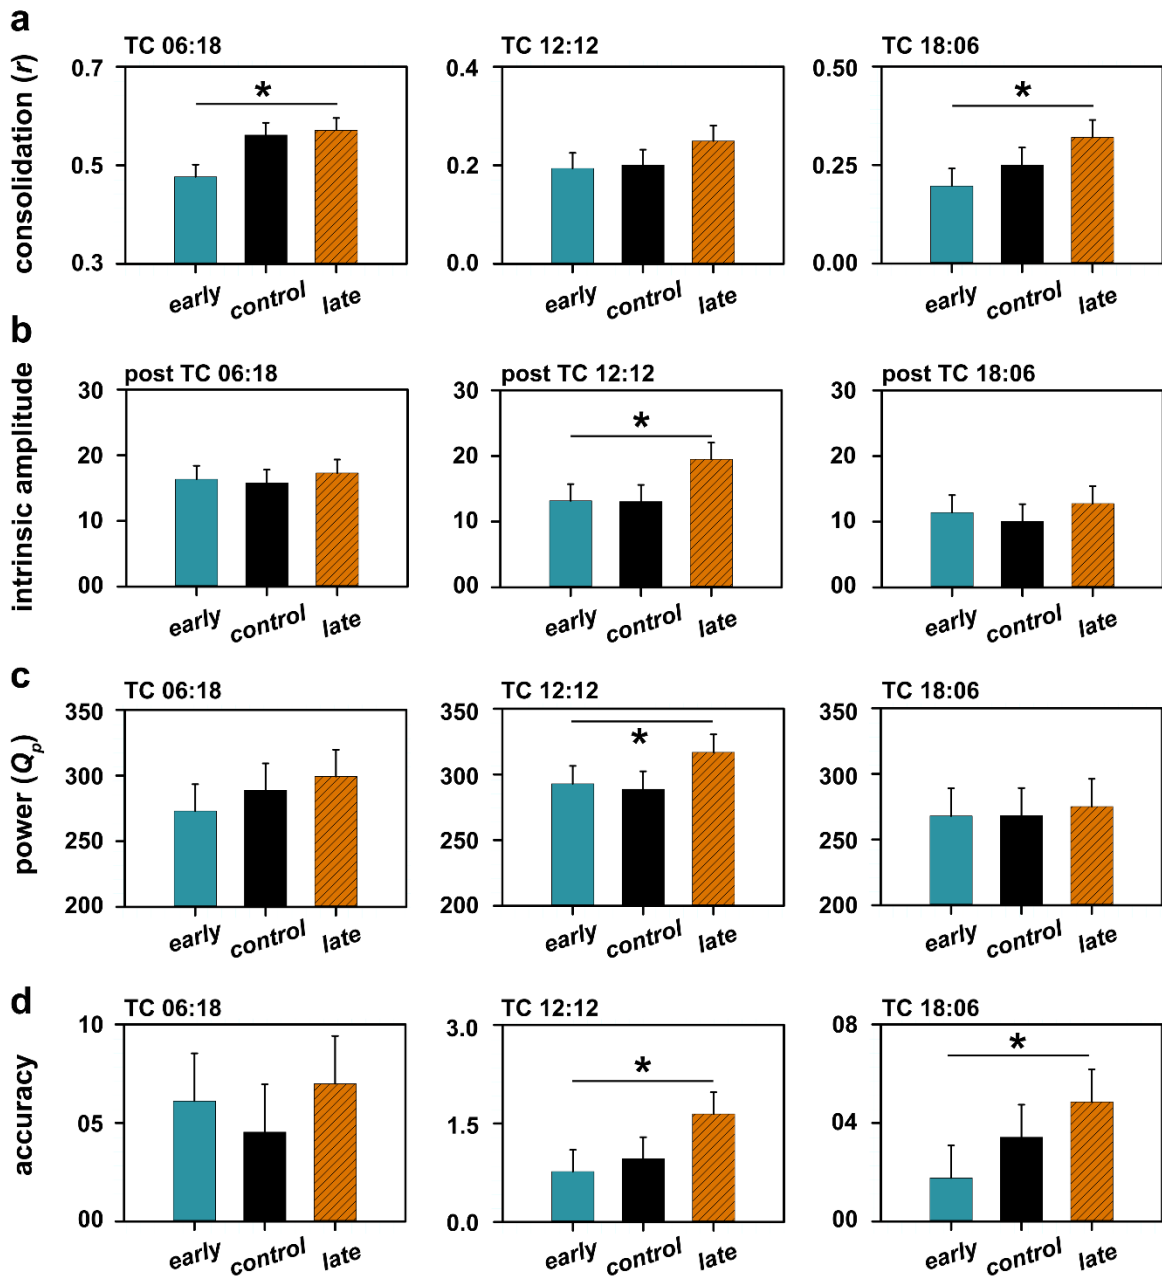 a
consolidation (r)
TC 06:18
0.7
0.5
0.3
*
early control late
TC 12:12
0.4
0.2
0.0
early control late
TC 18:06
0.50
0.25
0.00
*
early control late
b
intrinsic amplitude
post TC 06:18
30
20
10
00
early control late
post TC 12:12
30
20
10
00
*
early control late
post TC 18:06
30
20
10
00
early control late
c
power (Qp)
TC 06:18
350
300
250
200
early control late
TC 12:12
350
300
250
200
*
early control late
TC 18:06
350
300
250
200
early control late
d
accuracy
TC 06:18
10
05
00
early control late
TC 12:12
3.0
1.5
0.0
*
early control late
TC 18:06
08
04
00
*
early control late